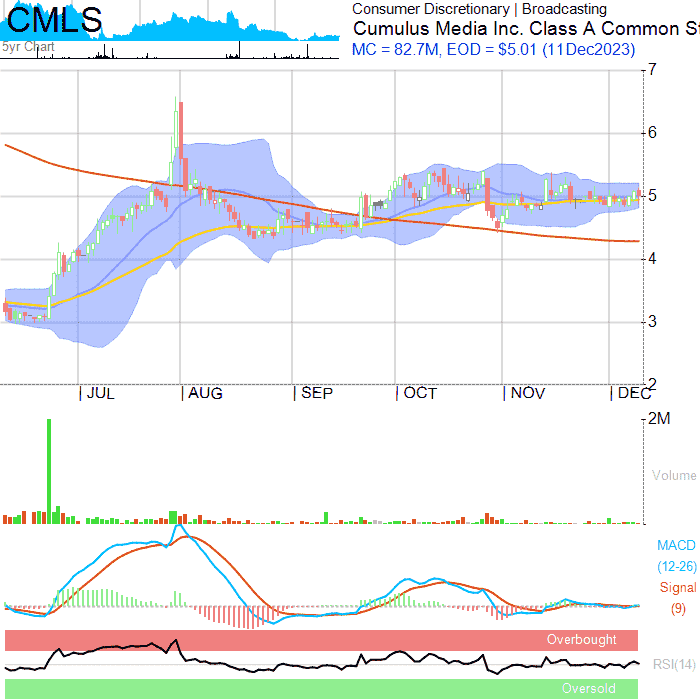 CMLS
5yr Chart
Consumer Discretionary | Broadcasting
Cumulus Media Inc. Class A Common St
MC = 82.7M, EOD = $5.01 (11Dec2023)
7
6
5
4
3
2
JUL
AUG
SEP
OCT
NOV
DEC
2M
Volume
MACD
(12-26)
Signal
(9)
Overbought
RSI(14)
Oversold